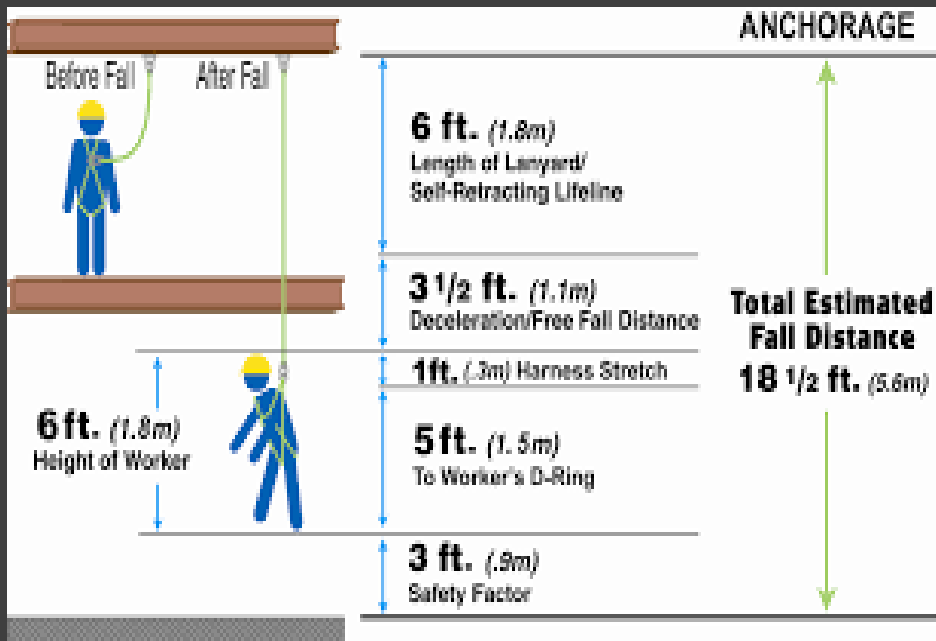 ANCHORAGE
Before Fall
After Fall
6 ft. (1.8m)
Length of Lanyard/
Self-Retracting Lifeline
3 1/2 ft. (1.1m)
Deceleration/Free Fall Distance
1ft. (.3m) Harness Stretch
6 ft. (1.8m)
Height of Worker
5 ft. (1.5m)
To Worker's D-Ring
3 ft. (.9m)
Safety Factor
Total Estimated
Fall Distance
18 1/2 ft. (5.6m)